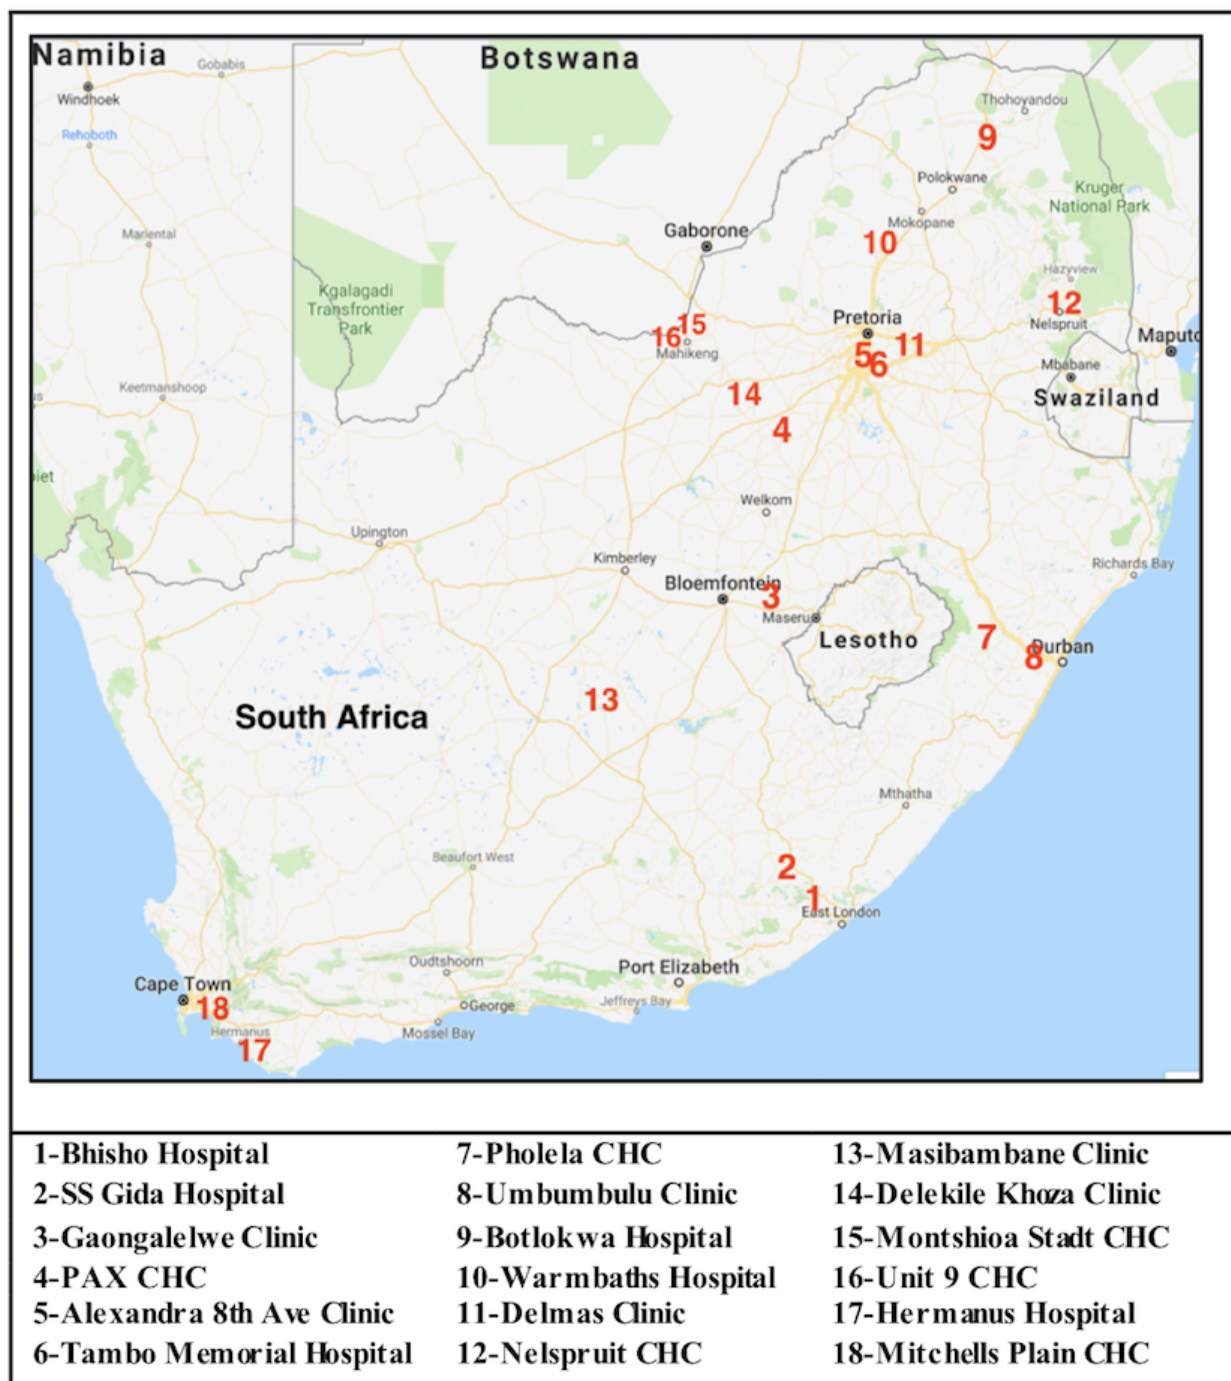 Namibia
Botswana
Gobabis
Windhoek
Rehoboth
Thohoyandou
9
Polokwane
Kruger
National Park
Mokopane
Mariental
Gaborone
10
Hazyview
Kgalagadi
Transfrontier
Park
12
Nelspruit
Pretoria
15
16
Mahikeng
11
5
6
Maputo
Mbabane
Keetmanshoop
14
Swaziland
4
Welkom
Upington
Kimberley
Richards Bay
Bloemfontein
3
Maseru
Lesotho
7
8
Durban
13
South Africa
Mthatha
Beaufort West
2
1
East London
Oudtshoorn
Port Elizabeth
Cape Town
18
George
Jeffreys Bay
Hermanus
Mossel Bay
17
1-Bhisho Hospital 7-Pholela CHC 13-Masibambane Clinic
2-SS Gida Hospital 8-Umbumbulu Clinic 14-Delekile Khoza Clinic
3-Gaongalelwe Clinic 9-Botlokwa Hospital 15-Montshioa Stadt CHC
4-PAX CHC 10-Warmbaths Hospital 16-Unit 9 CHC
5-Alexandra 8th Ave Clinic 11-Delmas Clinic 17-Hermanus Hospital
6-Tambo Memorial Hospital 12-Nelspruit CHC 18-Mitchells Plain CHC